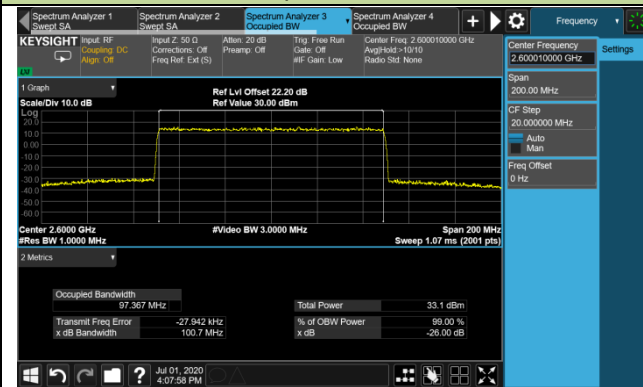 Spectrum Analyzer 1
Swept SA
Spectrum Analyzer 2
Swept SA
Spectrum Analyzer 3
Occupied BW
Spectrum Analyzer 4
Occupied BW
Frequency
KEYSIGHT
Input: RF
Coupling: DC
Align: Off
Input Z: 50 Ω
Corrections: Off
Freq Ref: Ext (S)
Atten: 20 dB
Preamp: Off
Trig: Free Run
Gate: Off
#IF Gain: Low
Center Freq: 2.600010000 GHz
Avg|Hold:>10/10
Radio Std: None
Center Frequency
2.600010000 GHz
Settings
Span
200.00 MHz
CF Step
20.000000 MHz
Auto
Man
Freq Offset
0 Hz
1 Graph
Scale/Div 10.0 dB
Ref Lvl Offset 22.20 dB
Ref Value 30.00 dBm
Log
20.0
10.0
0.00
-10.0
-20.0
-30.0
-40.0
-50.0
-60.0
Center 2.6000 GHz
#Res BW 1.0000 MHz
#Video BW 3.0000 MHz
Span 200 MHz
Sweep 1.07 ms (2001 pts)
2 Metrics
Occupied Bandwidth
97.367 MHz
Total Power 33.1 dBm
Transmit Freq Error -27.942 kHz
% of OBW Power 99.00 %
x dB Bandwidth 100.7 MHz
x dB -26.00 dB
Jul 01, 2020
4:07:58 PM